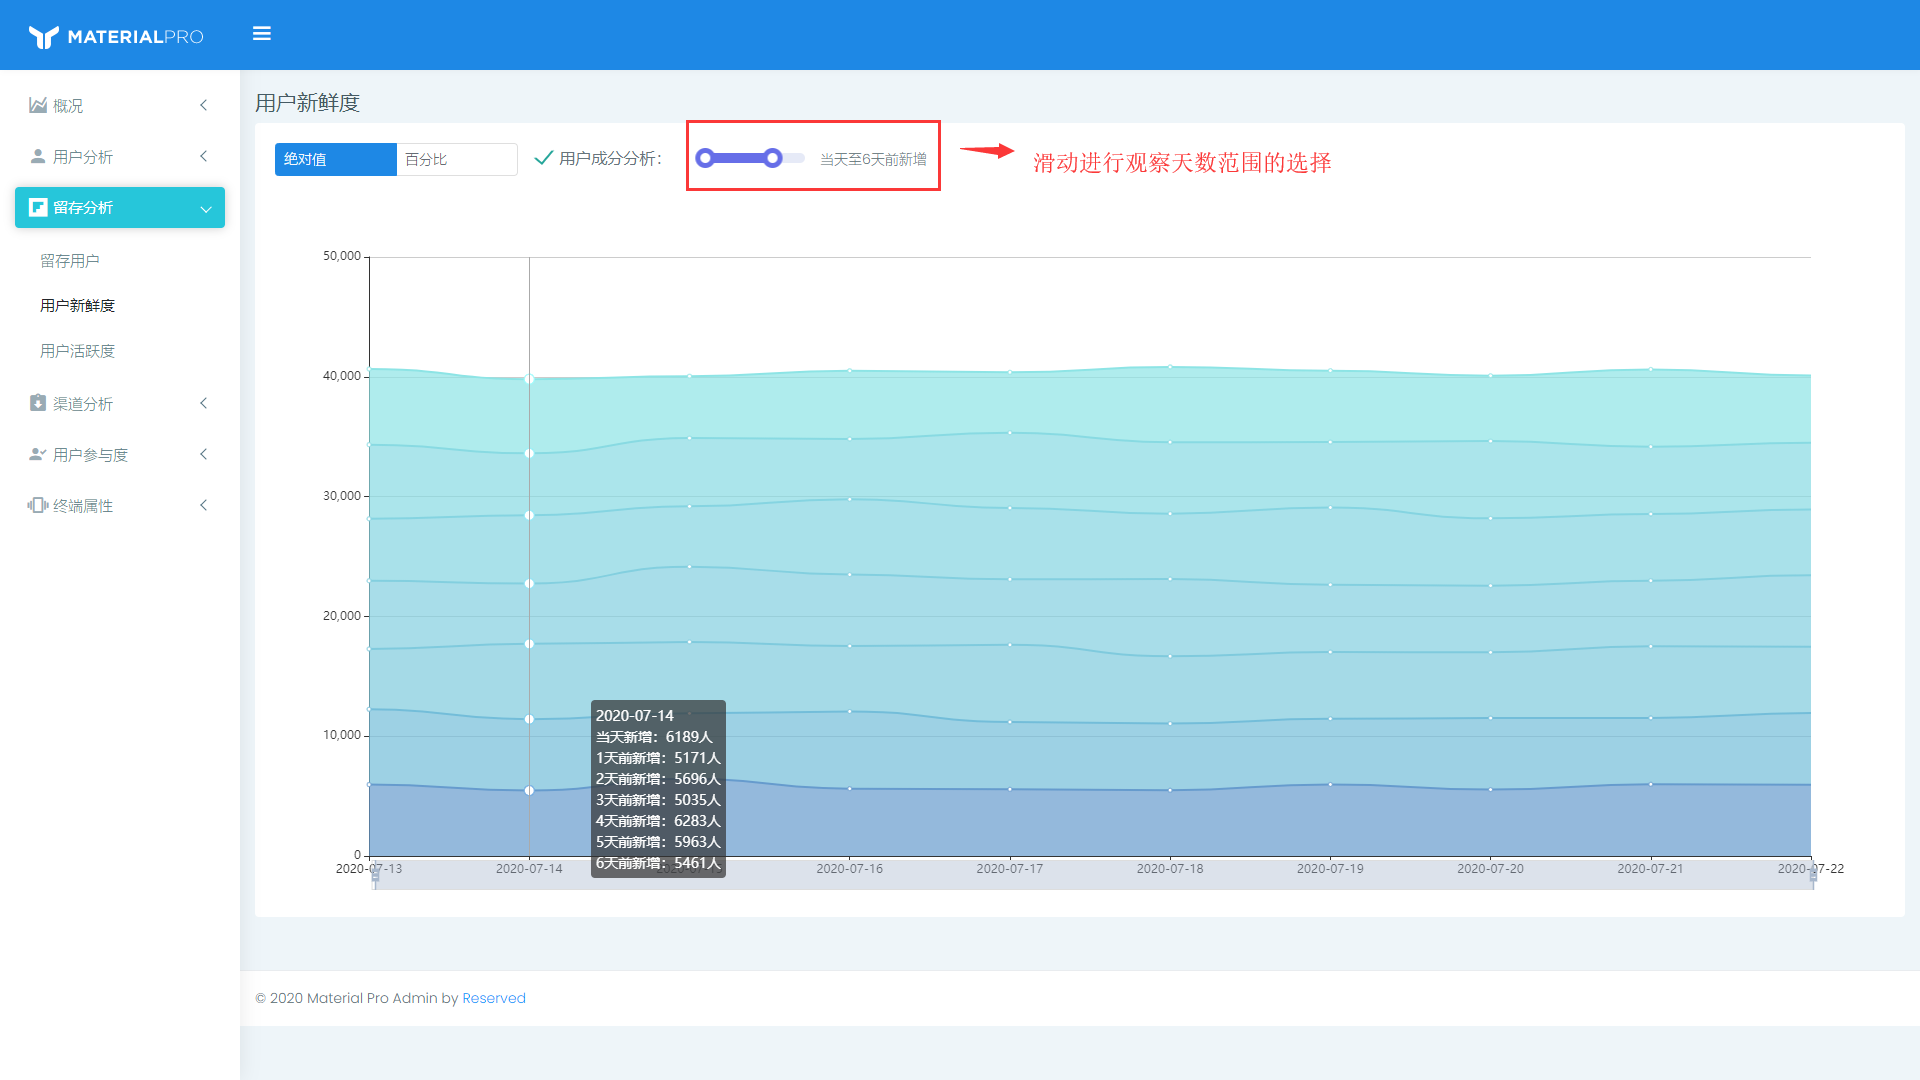 MATERIALPRO
概况
用户分析
留存分析
留存用户
用户新鲜度
用户活跃度
渠道分析
用户参与度
终端属性
用户新鲜度
绝对值
百分比
用户成分分析：
当天至6天前新增
滑动进行观察天数范围的选择
50,000
40,000
30,000
20,000
10,000
0
2020-07-14
当天新增：6189人
1天前新增：5171人
2天前新增：5696人
3天前新增：5035人
4天前新增：6283人
5天前新增：5963人
6天前新增：5461人
2020-07-13
2020-07-14
2020-07-15
2020-07-16
2020-07-17
2020-07-18
2020-07-19
2020-07-20
2020-07-21
2020-07-22
© 2020 Material Pro Admin by Reserved